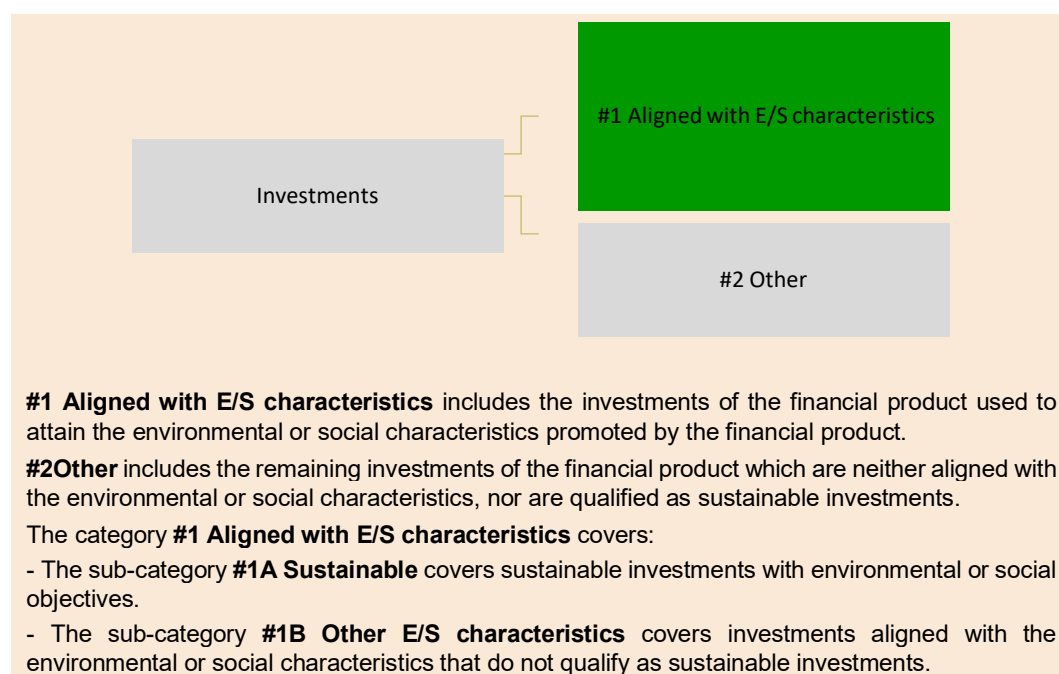 #1 Aligned with E/S characteristics
Investments
#2 Other
#1 Aligned with E/S characteristics includes the investments of the financial product used to
attain the environmental or social characteristics promoted by the financial product.
#2Other includes the remaining investments of the financial product which are neither aligned with
the environmental or social characteristics, nor are qualified as sustainable investments.
The category #1 Aligned with E/S characteristics covers:
- The sub-category #1A Sustainable covers sustainable investments with environmental or social
objectives.
- The sub-category #1B Other E/S characteristics covers investments aligned with the
environmental or social characteristics that do not qualify as sustainable investments.